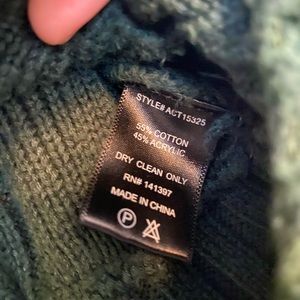 STYLE# ACT15325
55% COTTON
45% ACRYLIC
DRY CLEAN ONLY
RN# 141397
MADE IN CHINA
P